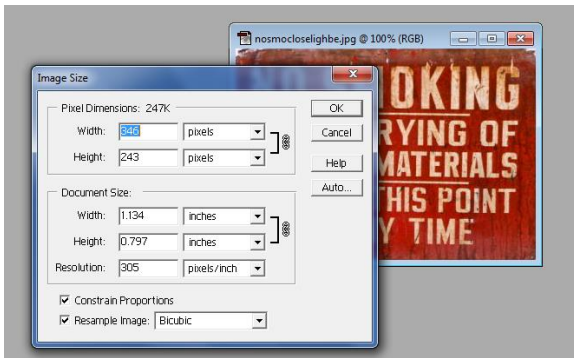 nosmocloselighbe.jpg @ 100% (RGB)
OKING
RYING OF
MATERIALS
THIS POINT
Y TIME
Image Size
Pixel Dimensions: 247K
Width: 346 pixels
Height: 243 pixels
Document Size:
Width: 1.134 inches
Height: 0.797 inches
Resolution: 305 pixels/inch
Constrain Proportions
Resample Image: Bicubic
OK
Cancel
Help
Auto...